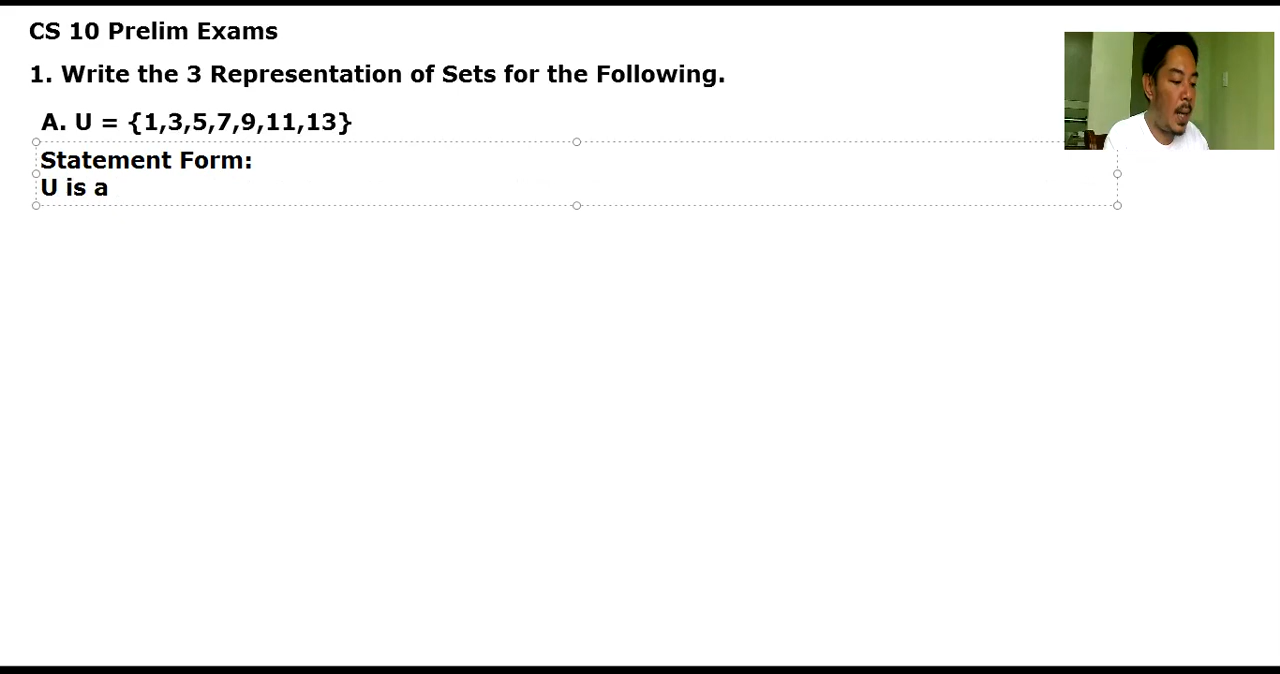 CS 10 Prelim Exams
1. Write the 3 Representation of Sets for the Following.
A. U = {1,3,5,7,9,11,13}
Statement Form:
U is a